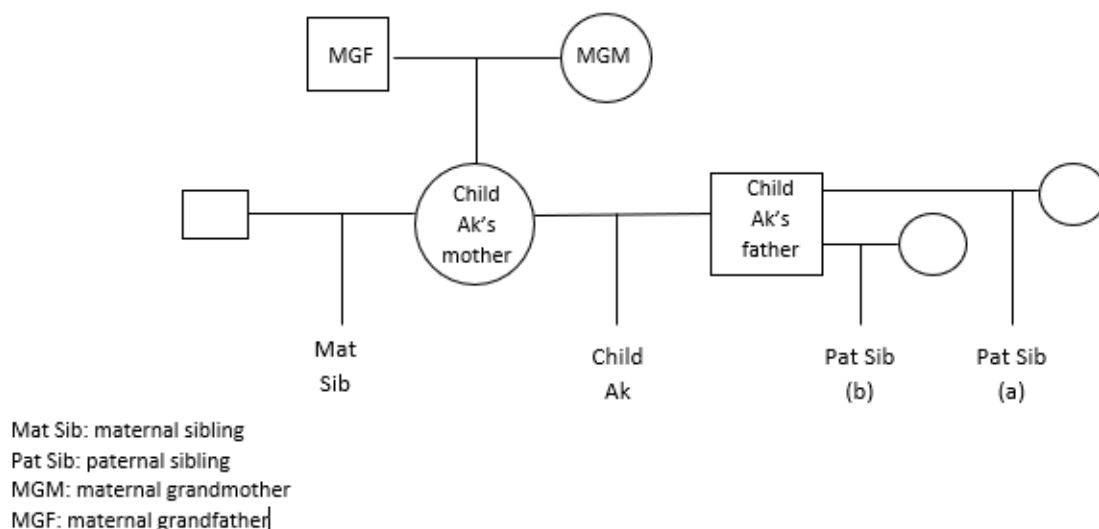 MGF
MGM
Child
Ak's
mother
Child
Ak’s
father
Mat
Sib
Child
Ak
Pat Sib
(b)
Pat Sib
(a)
Mat Sib: maternal sibling
Pat Sib: paternal sibling
MGM: maternal grandmother
MGF: maternal grandfather